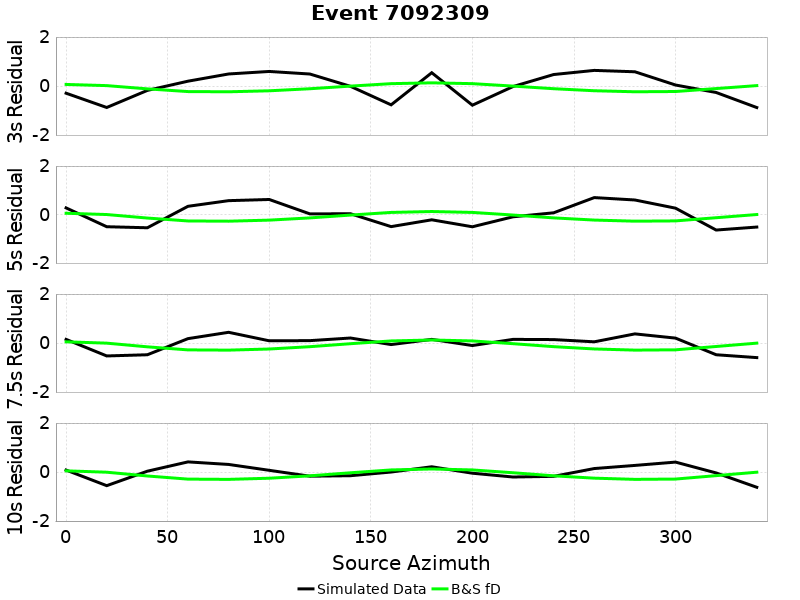 Event 7092309
3s Residual
2
0
-2
5s Residual
2
0
-2
7.5s Residual
2
0
-2
10s Residual
2
0
-2
0 50 100 150 200 250 300
Source Azimuth
Simulated Data B&S fD